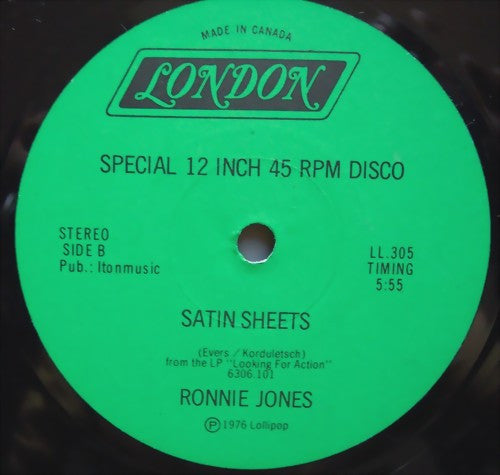 MADE IN CANADA
LONDON
SPECIAL 12 INCH 45 RPM DISCO
STEREO
SIDE B
Pub.: Itonmusic
LL.305
TIMING
5:55
SATIN SHEETS
(Evers / Korduletsch)
from the LP "Looking For Action"
6306.101
RONNIE JONES
Ⓟ 1976 Lollipop